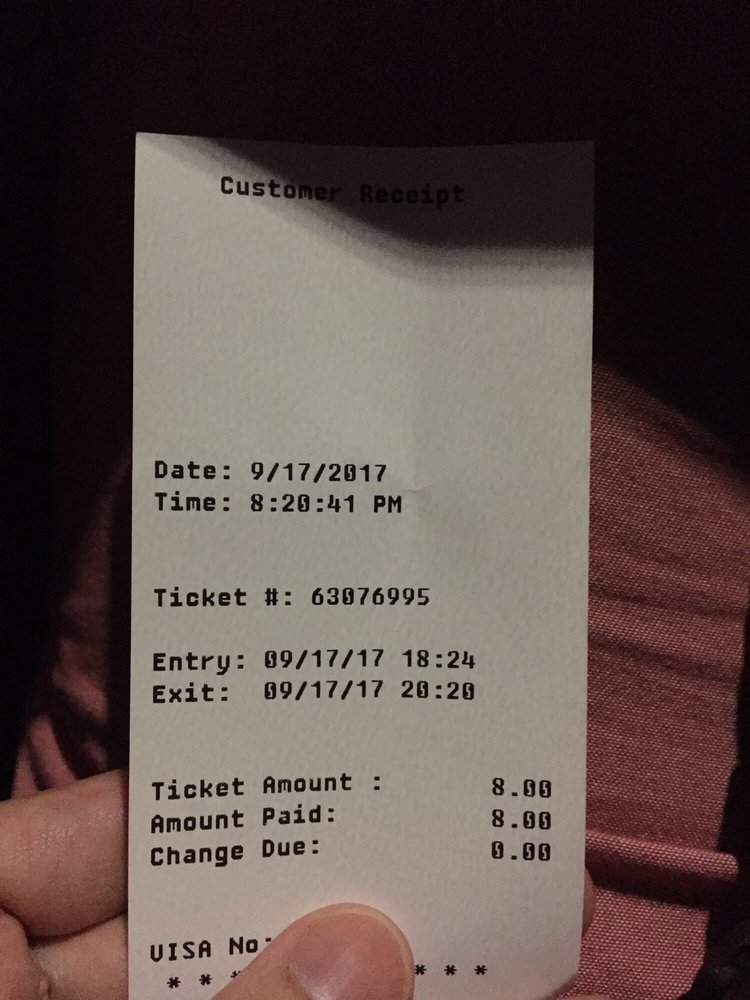 Customer Receipt
Date: 9/17/2017
Time: 8:20:41 PM
Ticket #: 63076995
Entry: 09/17/17 18:24
Exit: 09/17/17 20:20
Ticket Amount : 8.00
Amount Paid: 8.00
Change Due: 0.00
VISA No:
* * * * * *